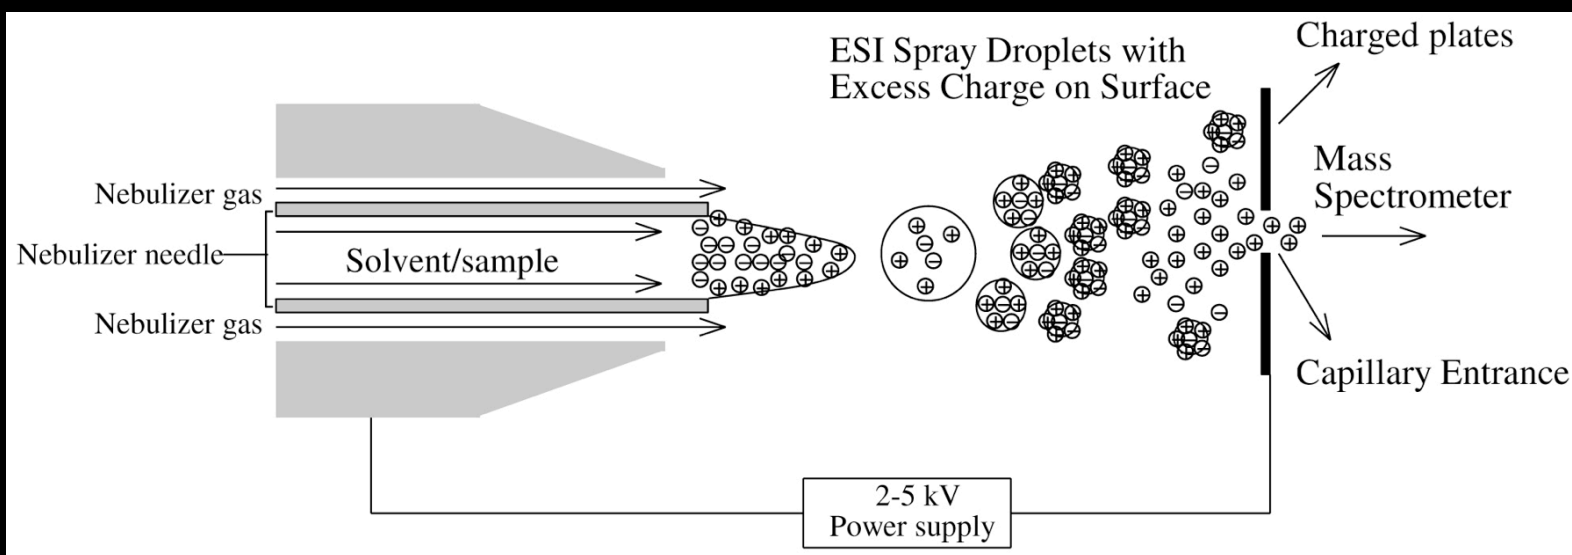 ESI Spray Droplets with
Excess Charge on Surface
Charged plates
Mass
Spectrometer
Nebulizer gas
Nebulizer needle
Solvent/sample
Nebulizer gas
Capillary Entrance
2-5 kV
Power supply